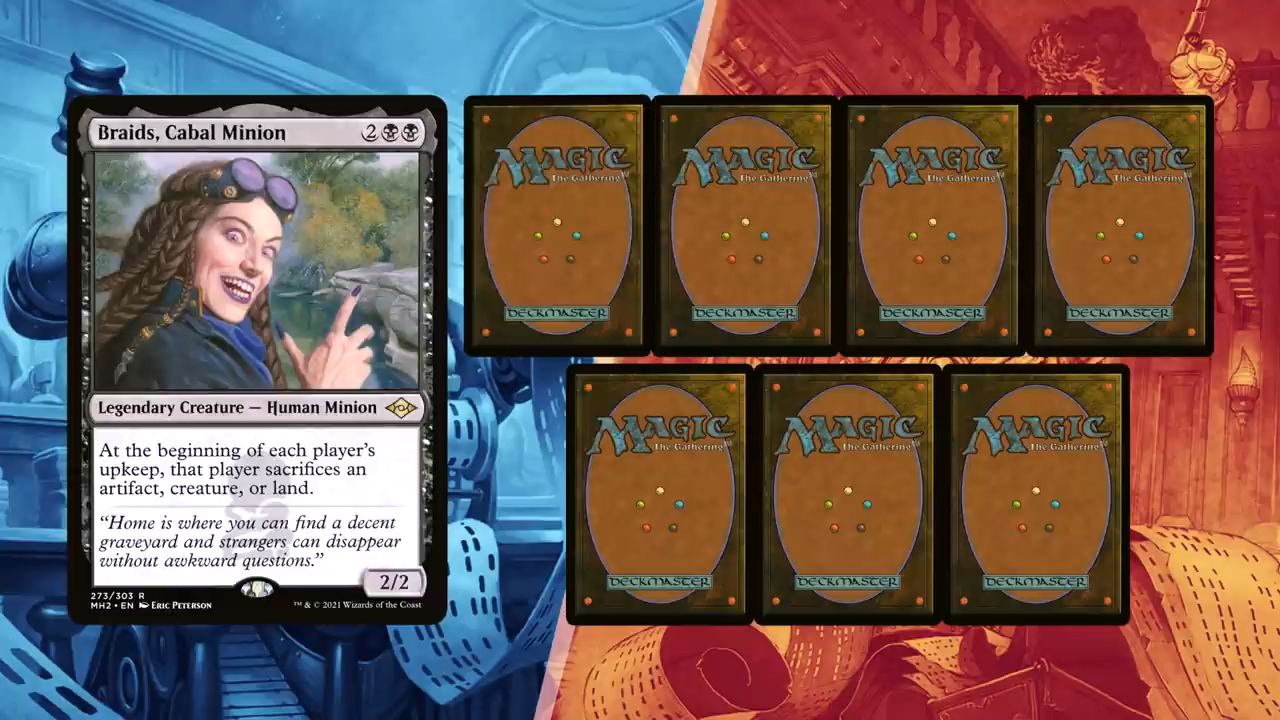 Braids, Cabal Minion 2
Legendary Creature — Human Minion
At the beginning of each player's
upkeep, that player sacrifices an
artifact, creature, or land.
“Home is where you can find a decent
graveyard and strangers can disappear
without awkward questions.”
2/2
273/303 R
MH2 • EN Eric Peterson
™ & © 2021 Wizards of the Coast
MAGIC
The Gathering
DECKMASTER
MAGIC
The Gathering
DECKMASTER
MAGIC
The Gathering
DECKMASTER
MAGIC
The Gathering
DECKMASTER
MAGIC
The Gathering
DECKMASTER
MAGIC
The Gathering
DECKMASTER
MAGIC
The Gathering
DECKMASTER